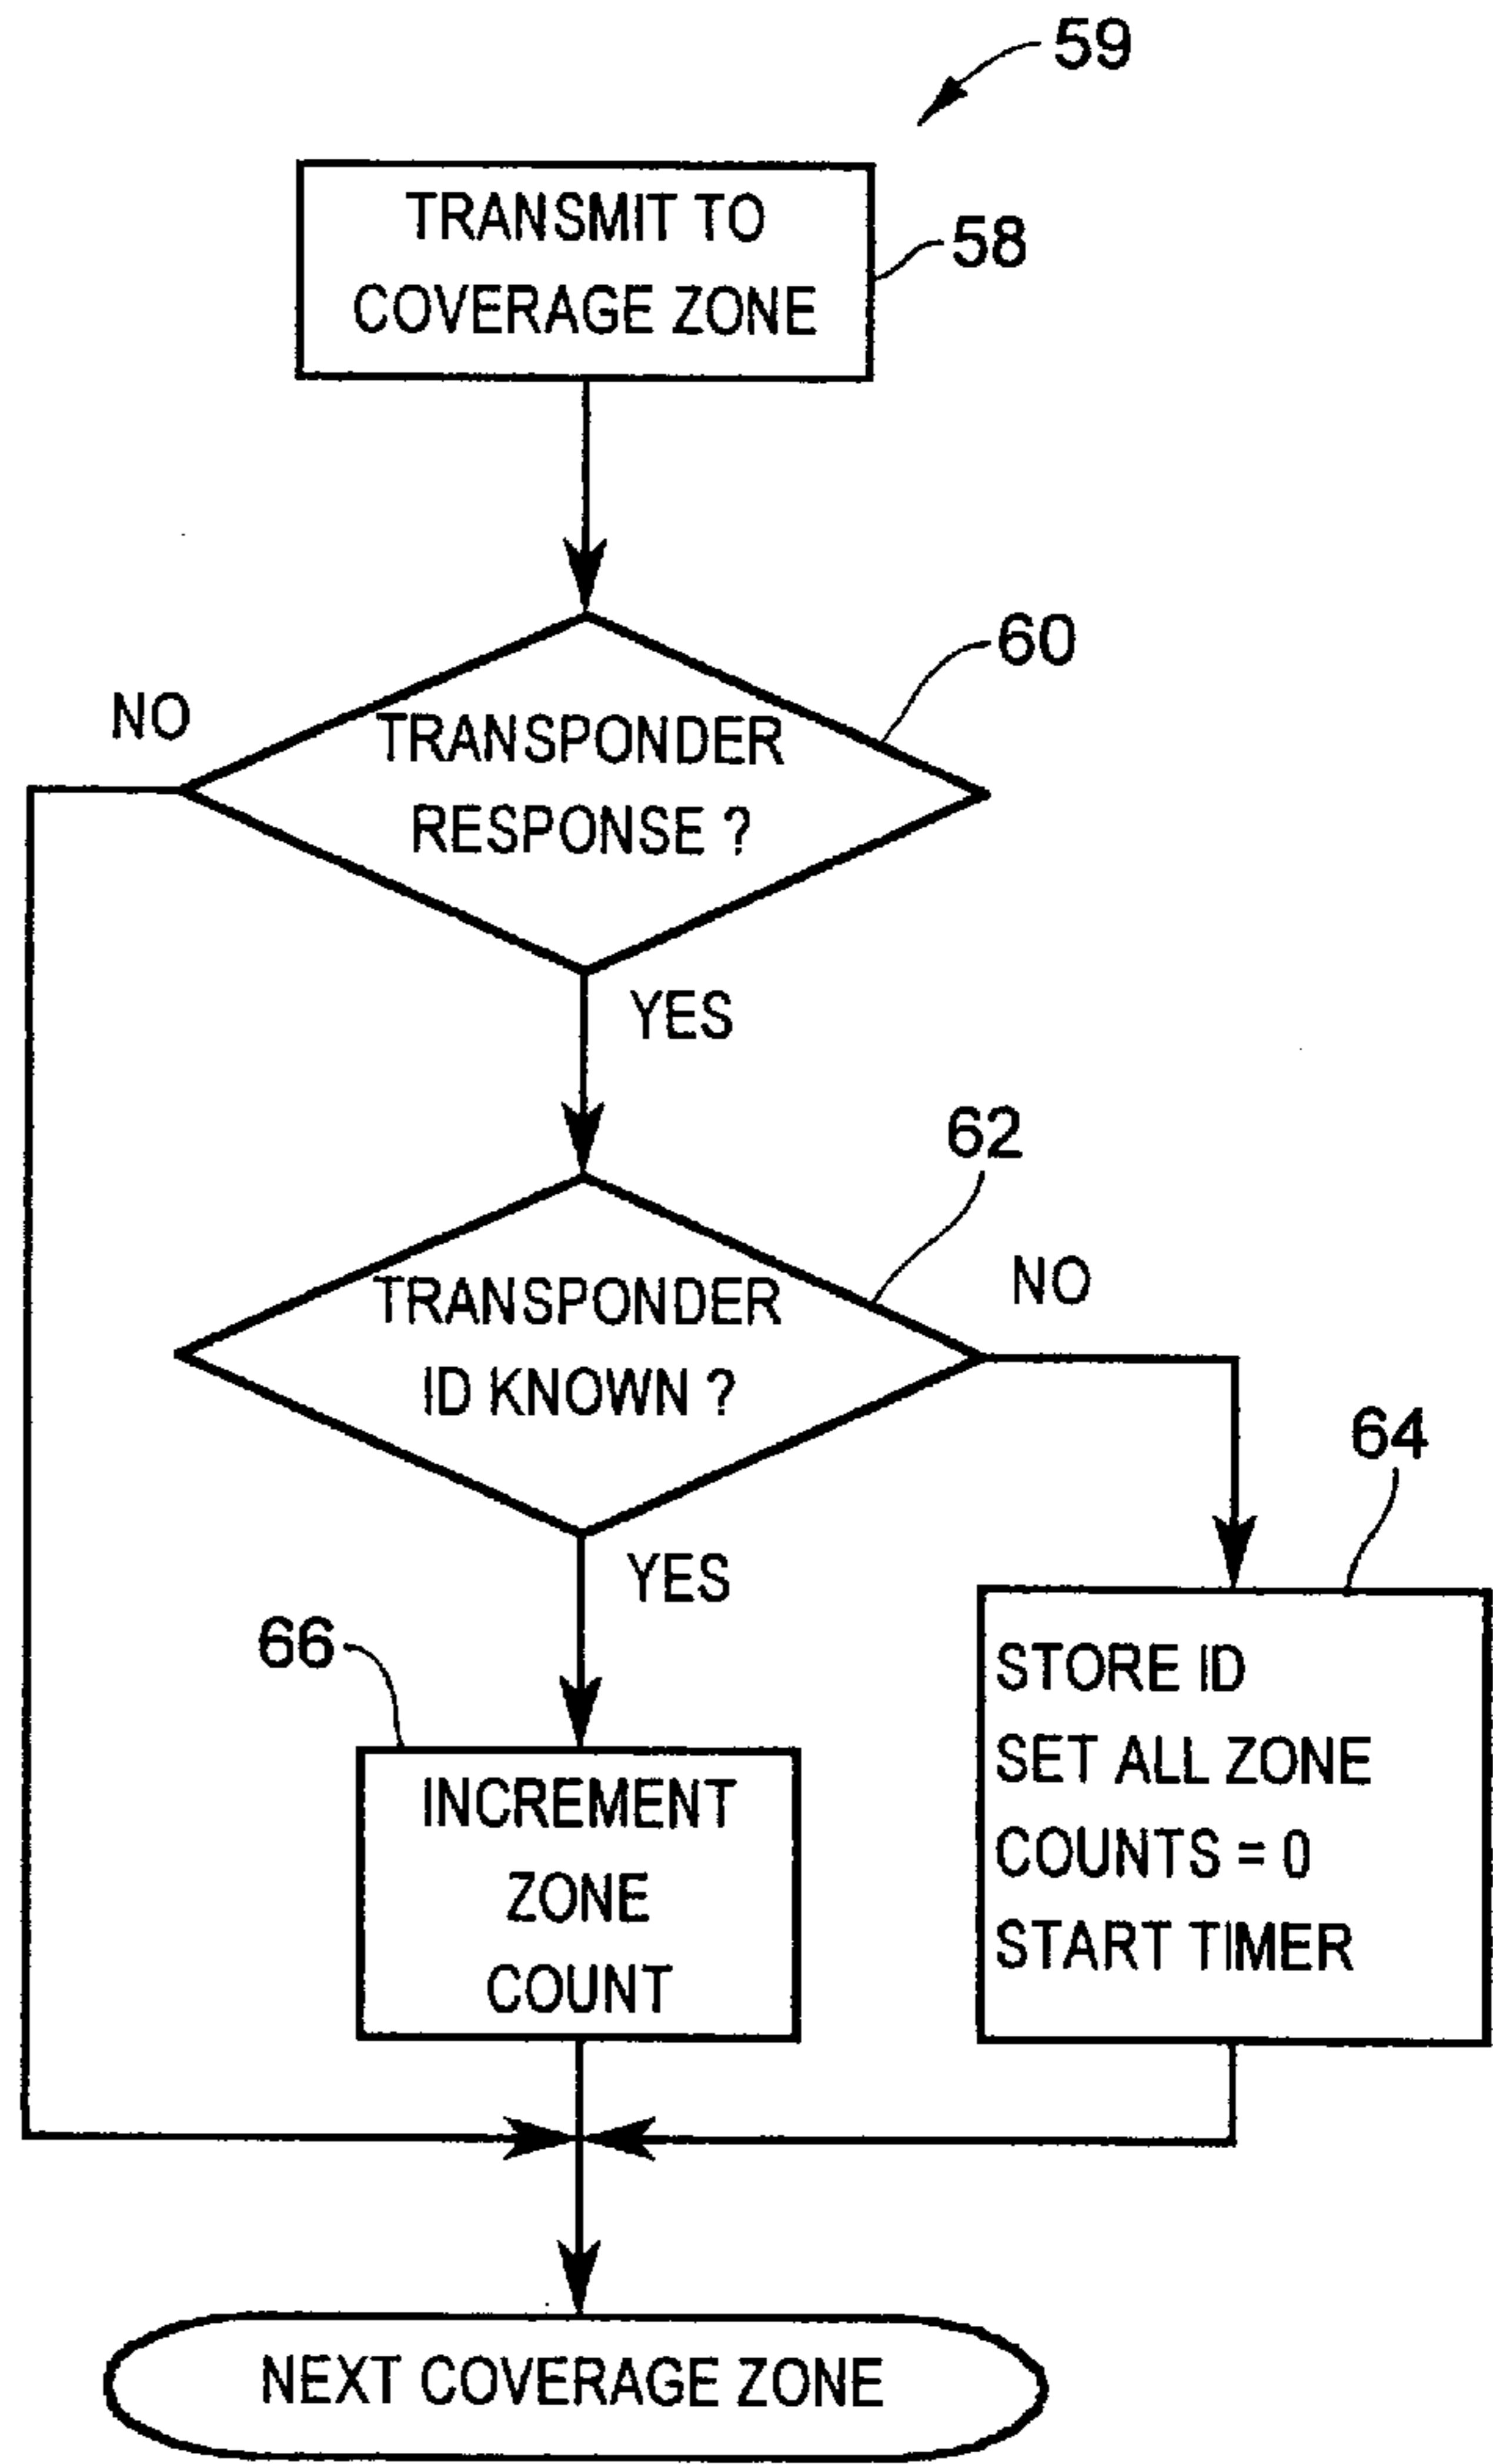 59
TRANSMIT TO
COVERAGE ZONE
58
60
NO
TRANSPONDER
RESPONSE ?
YES
62
TRANSPONDER
ID KNOWN ?
NO
64
YES
66
STORE ID
SET ALL ZONE
COUNTS = 0
START TIMER
INCREMENT
ZONE
COUNT
NEXT COVERAGE ZONE